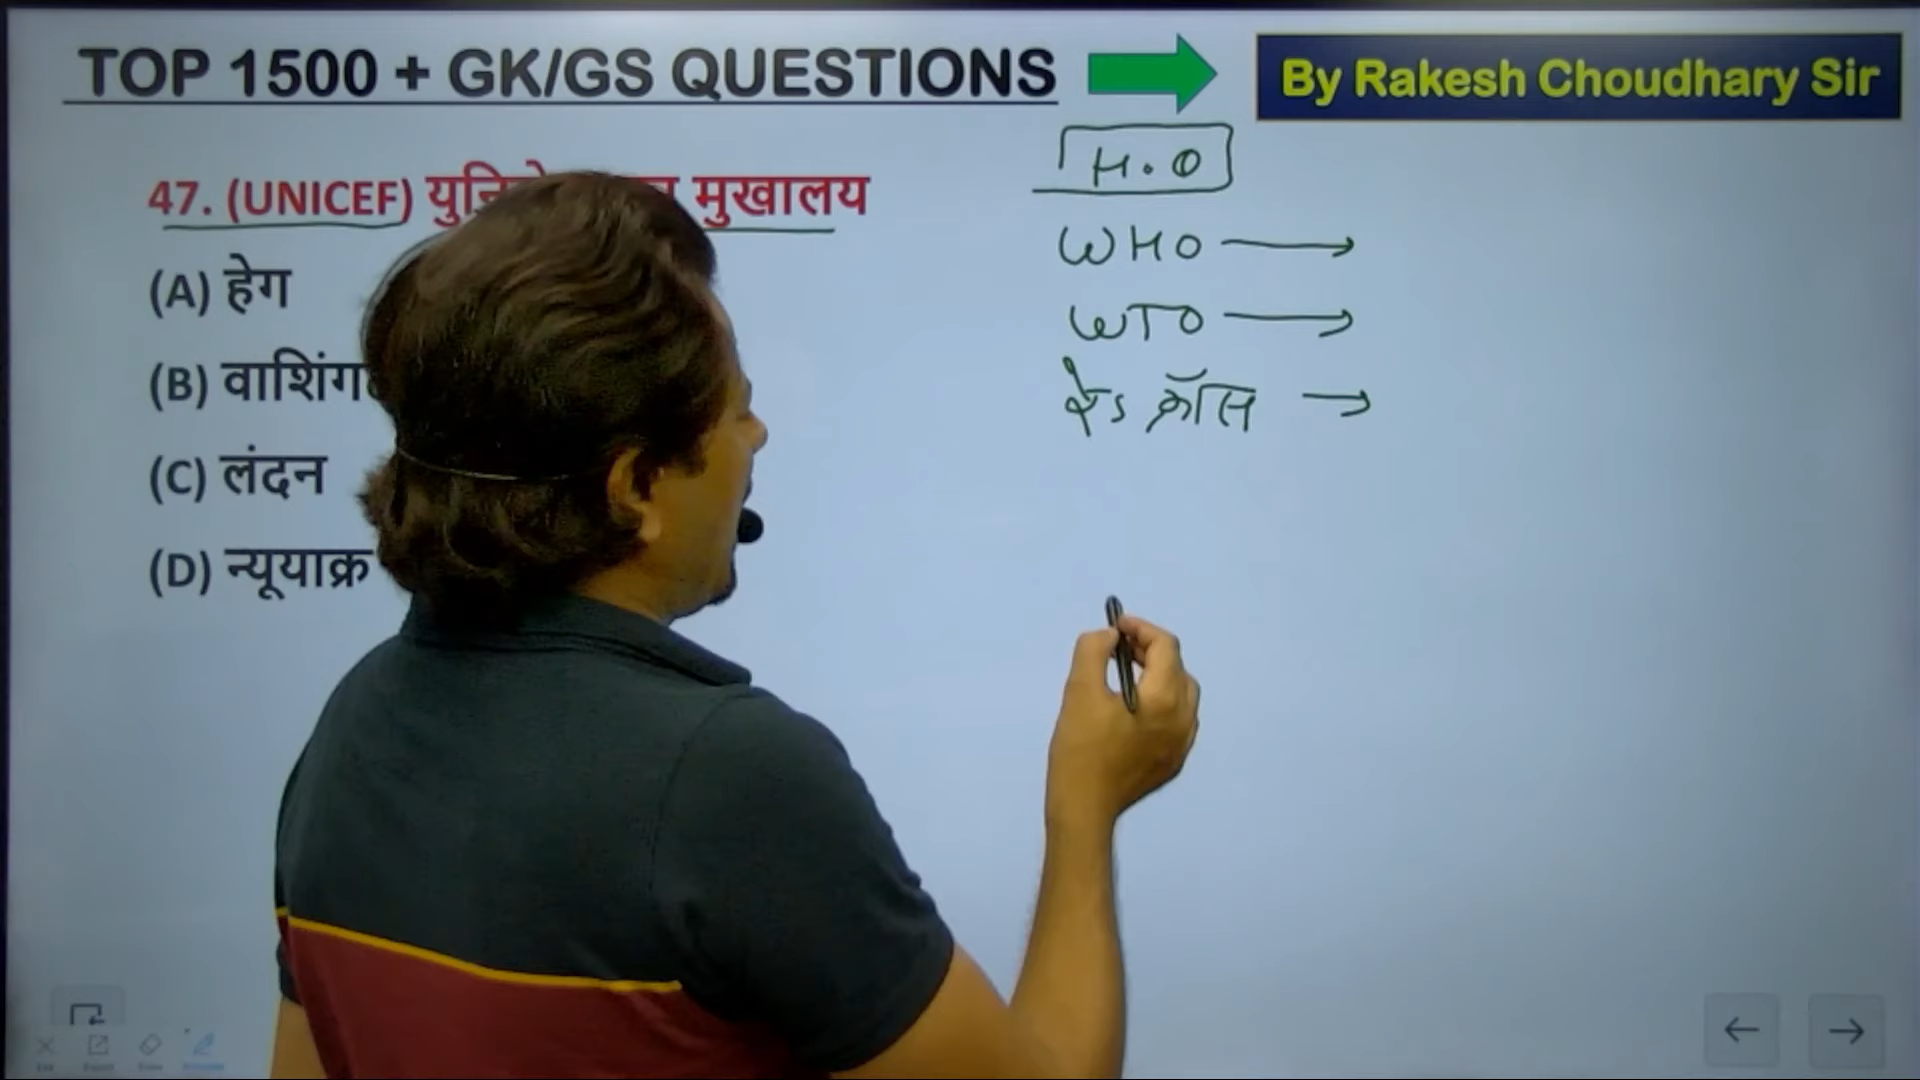 TOP 1500 + GK/GS QUESTIONS
By Rakesh Choudhary Sir
H.O
47. (UNICEF) मुखालय
WHO
(A) हेग
WTO
(B)
रेड क्रॉस
(C) लंदन
(D) न्यूयाक्र